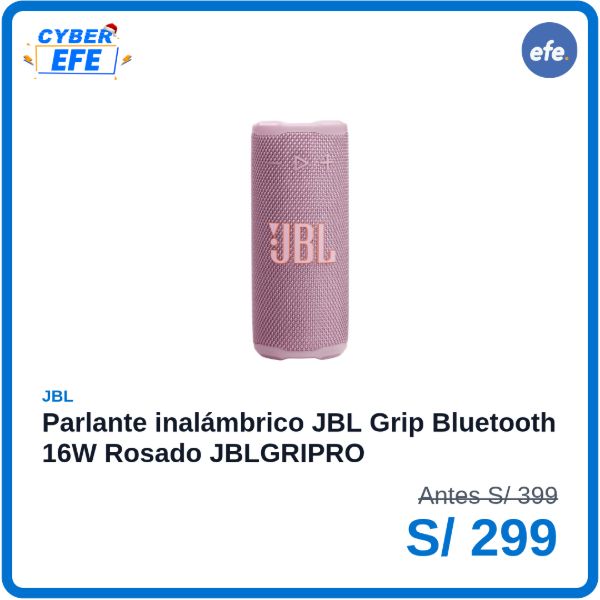 CYBER
EFE
efe.
JBL
JBL
Parlante inalámbrico JBL Grip Bluetooth
16W Rosado JBLGRIPRO
Antes S/ 399
S/ 299